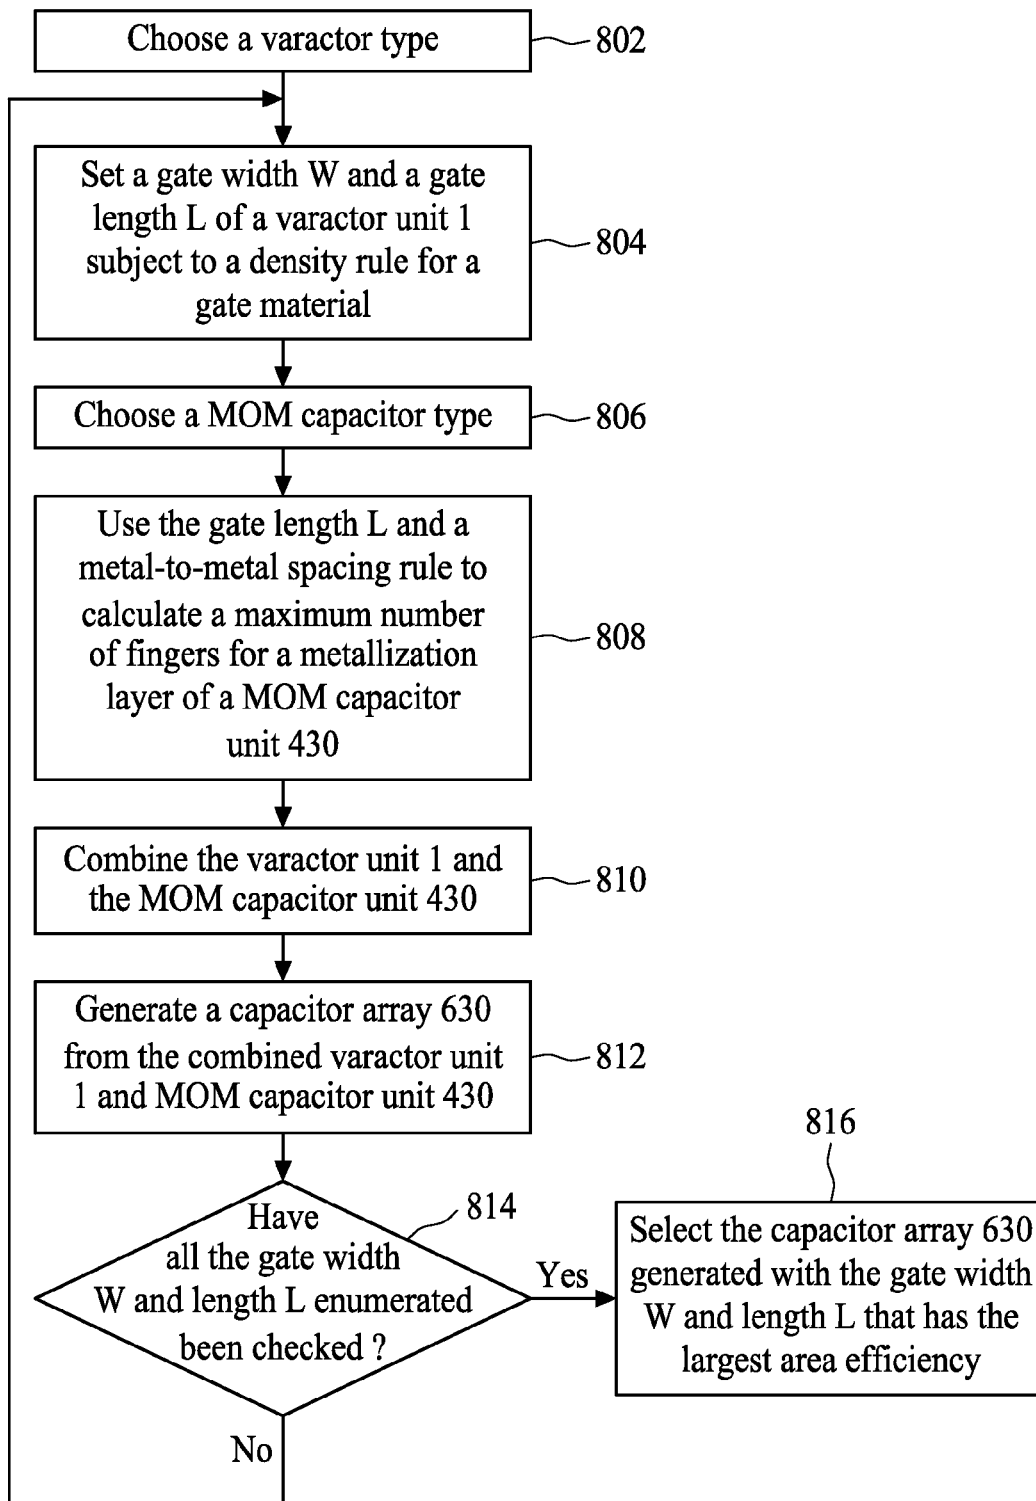 Choose a varactor type
802
Set a gate width W and a gate
length L of a varactor unit 1
subject to a density rule for a
gate material
804
Choose a MOM capacitor type
806
Use the gate length L and a
metal-to-metal spacing rule to
calculate a maximum number
of fingers for a metallization
layer of a MOM capacitor
unit 430
808
Combine the varactor unit 1 and
the MOM capacitor unit 430
810
Generate a capacitor array 630
from the combined varactor unit
1 and MOM capacitor unit 430
812
Have
all the gate width
W and length L enumerated
been checked ?
814
Yes
816
Select the capacitor array 630
generated with the gate width
W and length L that has the
largest area efficiency
No